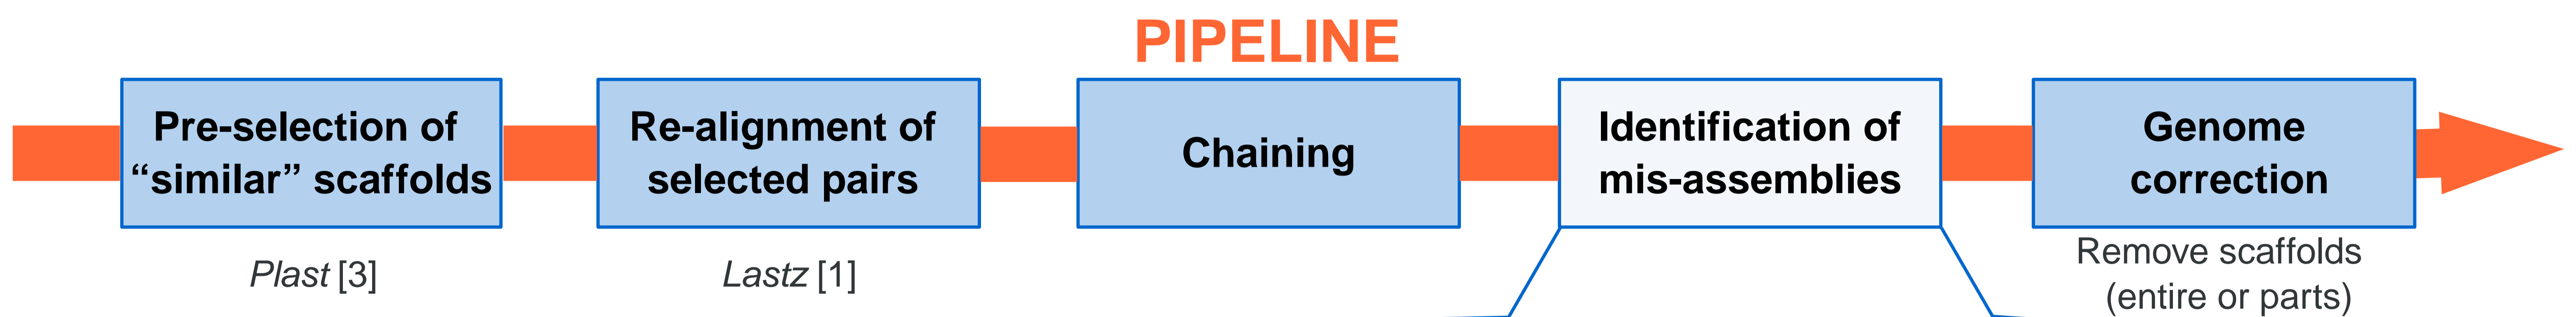 PIPELINE
Pre-selection of
“similar” scaffolds
Plast [3]
Re-alignment of
selected pairs
Lastz [1]
Chaining
Identification of
mis-assemblies
Genome
correction
Remove scaffolds
(entire or parts)